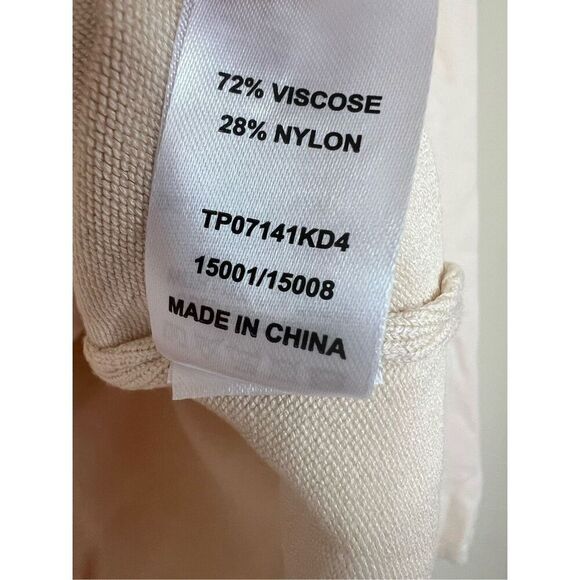 72% VISCOSE
28% NYLON
TP07141KD4
15001/15008
MADE IN CHINA